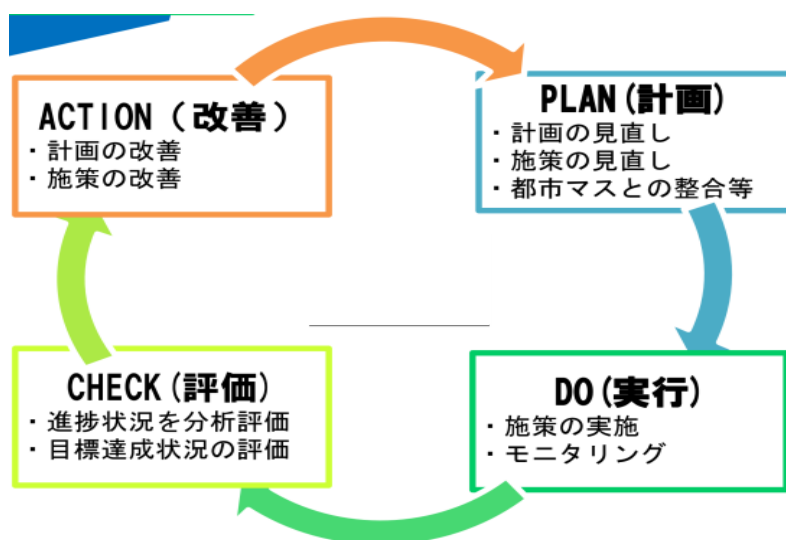 ACTION（改善）
・計画の改善
・施策の改善
PLAN(計画)
・計画の見直し
・施策の見直し
・都市マスとの整合等
DO(実行)
・施策の実施
・モニタリング
CHECK(評価)
・進捗状況を分析評価
・目標達成状況の評価